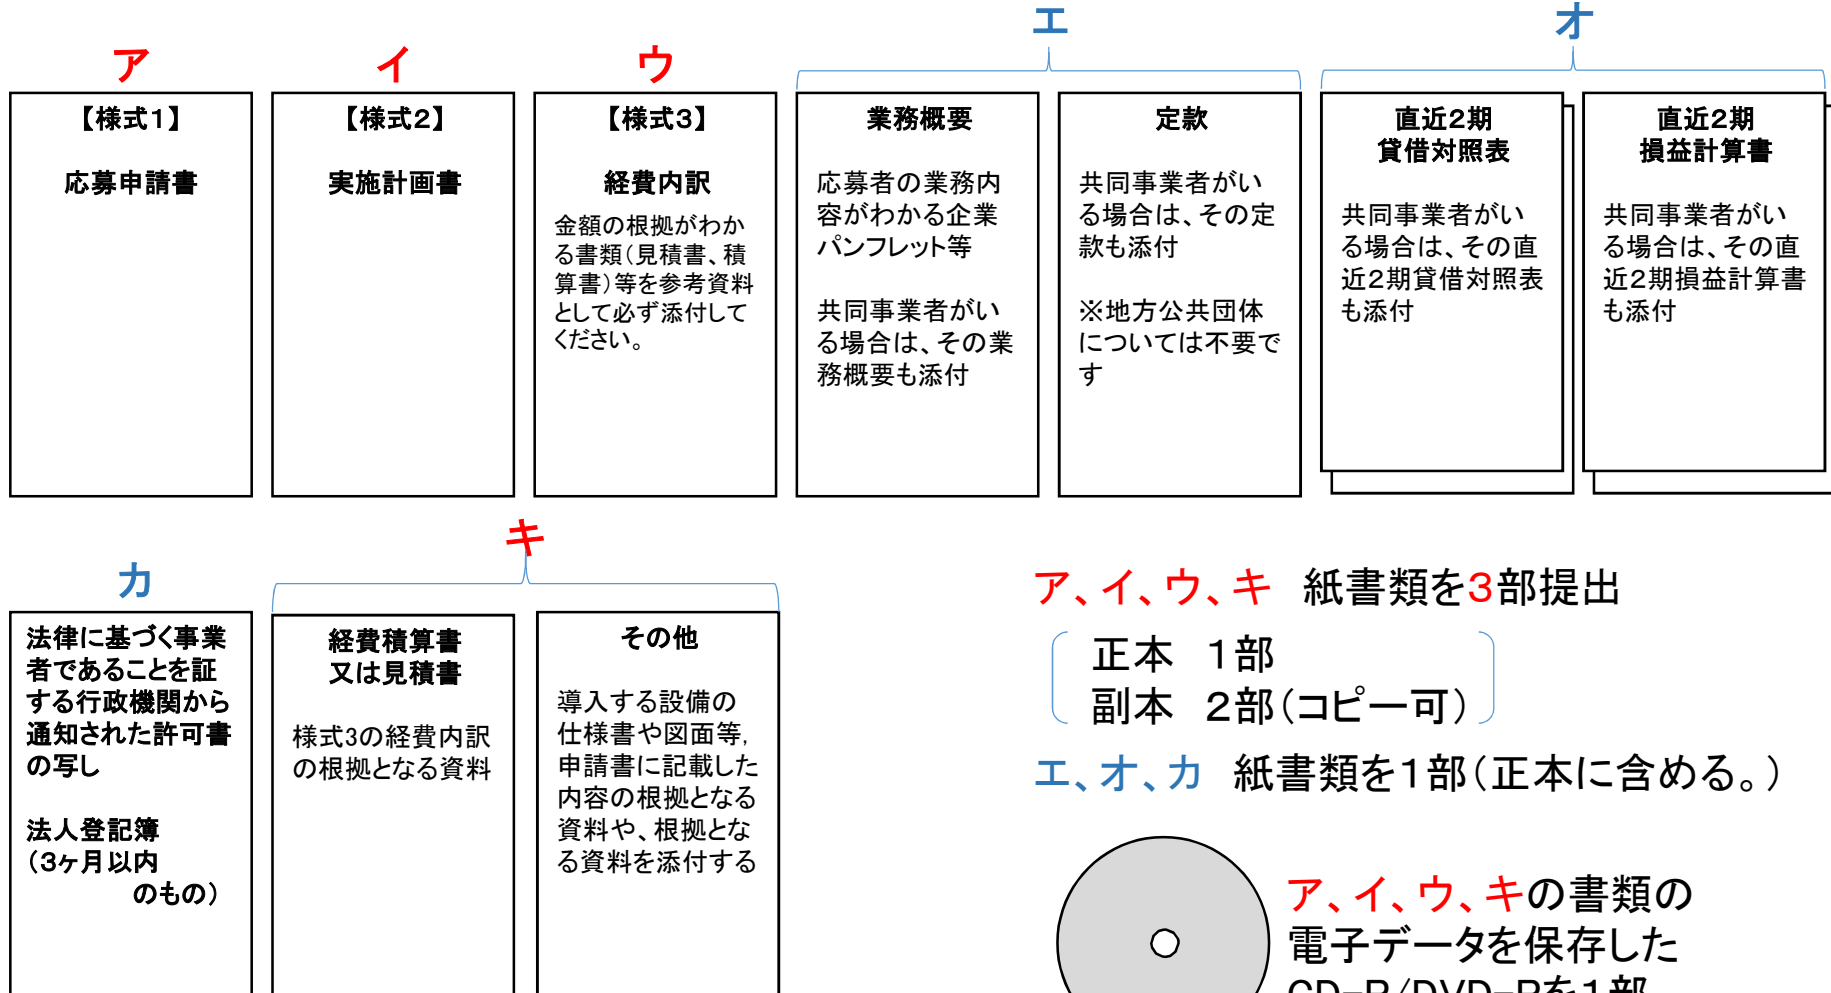 ア
【様式1】
応募申請書
イ
【様式2】
実施計画書
ウ
【様式3】
経費内訳
金額の根拠がわか
る書類（見積書、積
算書）等を参考資料
として必ず添付して
ください。
エ
業務概要
応募者の業務内
容がわかる企業
パンフレット等
共同事業者がい
る場合は、その業
務概要も添付
定款
共同事業者がい
る場合は、その定
款も添付
※地方公共団体
については不要で
す
オ
直近2期
貸借対照表
共同事業者がい
る場合は、その直
近2期貸借対照表
も添付
直近2期
損益計算書
共同事業者がい
る場合は、その直
近2期損益計算書
も添付
カ
法律に基づく事業
者であることを証
する行政機関から
通知された許可書
の写し
法人登記簿
（3ヶ月以内
のもの）
キ
経費積算書
又は見積書
様式3の経費内訳
の根拠となる資料
その他
導入する設備の
仕様書や図面等,
申請書に記載した
内容の根拠となる
資料や、根拠とな
る資料を添付する
ア、イ、ウ、キ　紙書類を3部提出
正本　1部
副本　2部（コピー可）
エ、オ、カ　紙書類を1部（正本に含める。）
ア、イ、ウ、キの書類の
電子データを保存した
CD-R/DVD-Rを1部